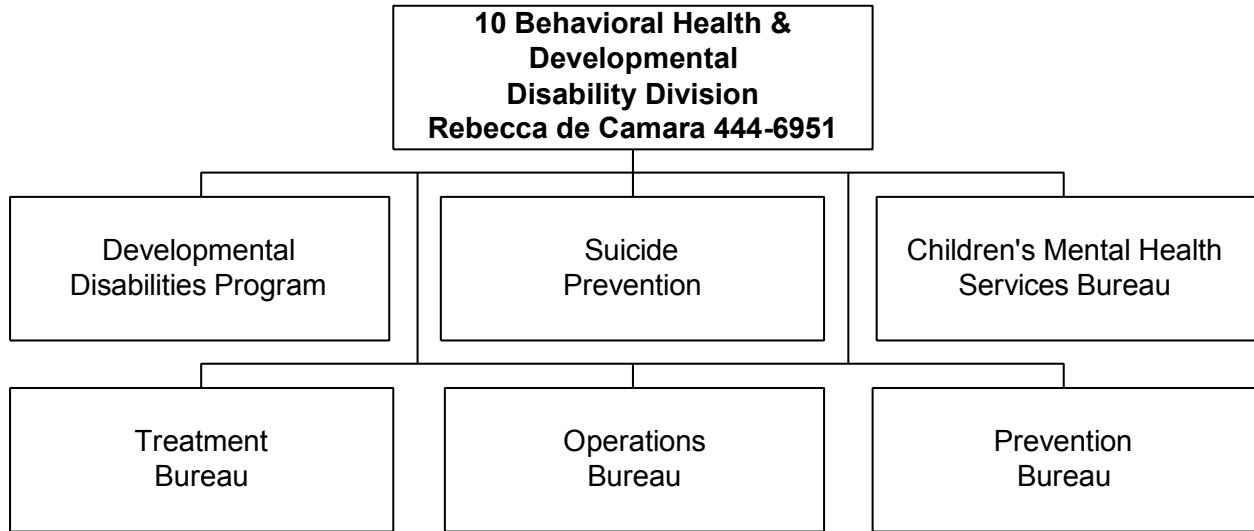 10 Behavioral Health &
Developmental
Disability Division
Rebecca de Camara 444-6951
Developmental
Disabilities Program
Suicide
Prevention
Children's Mental Health
Services Bureau
Treatment
Bureau
Operations
Bureau
Prevention
Bureau